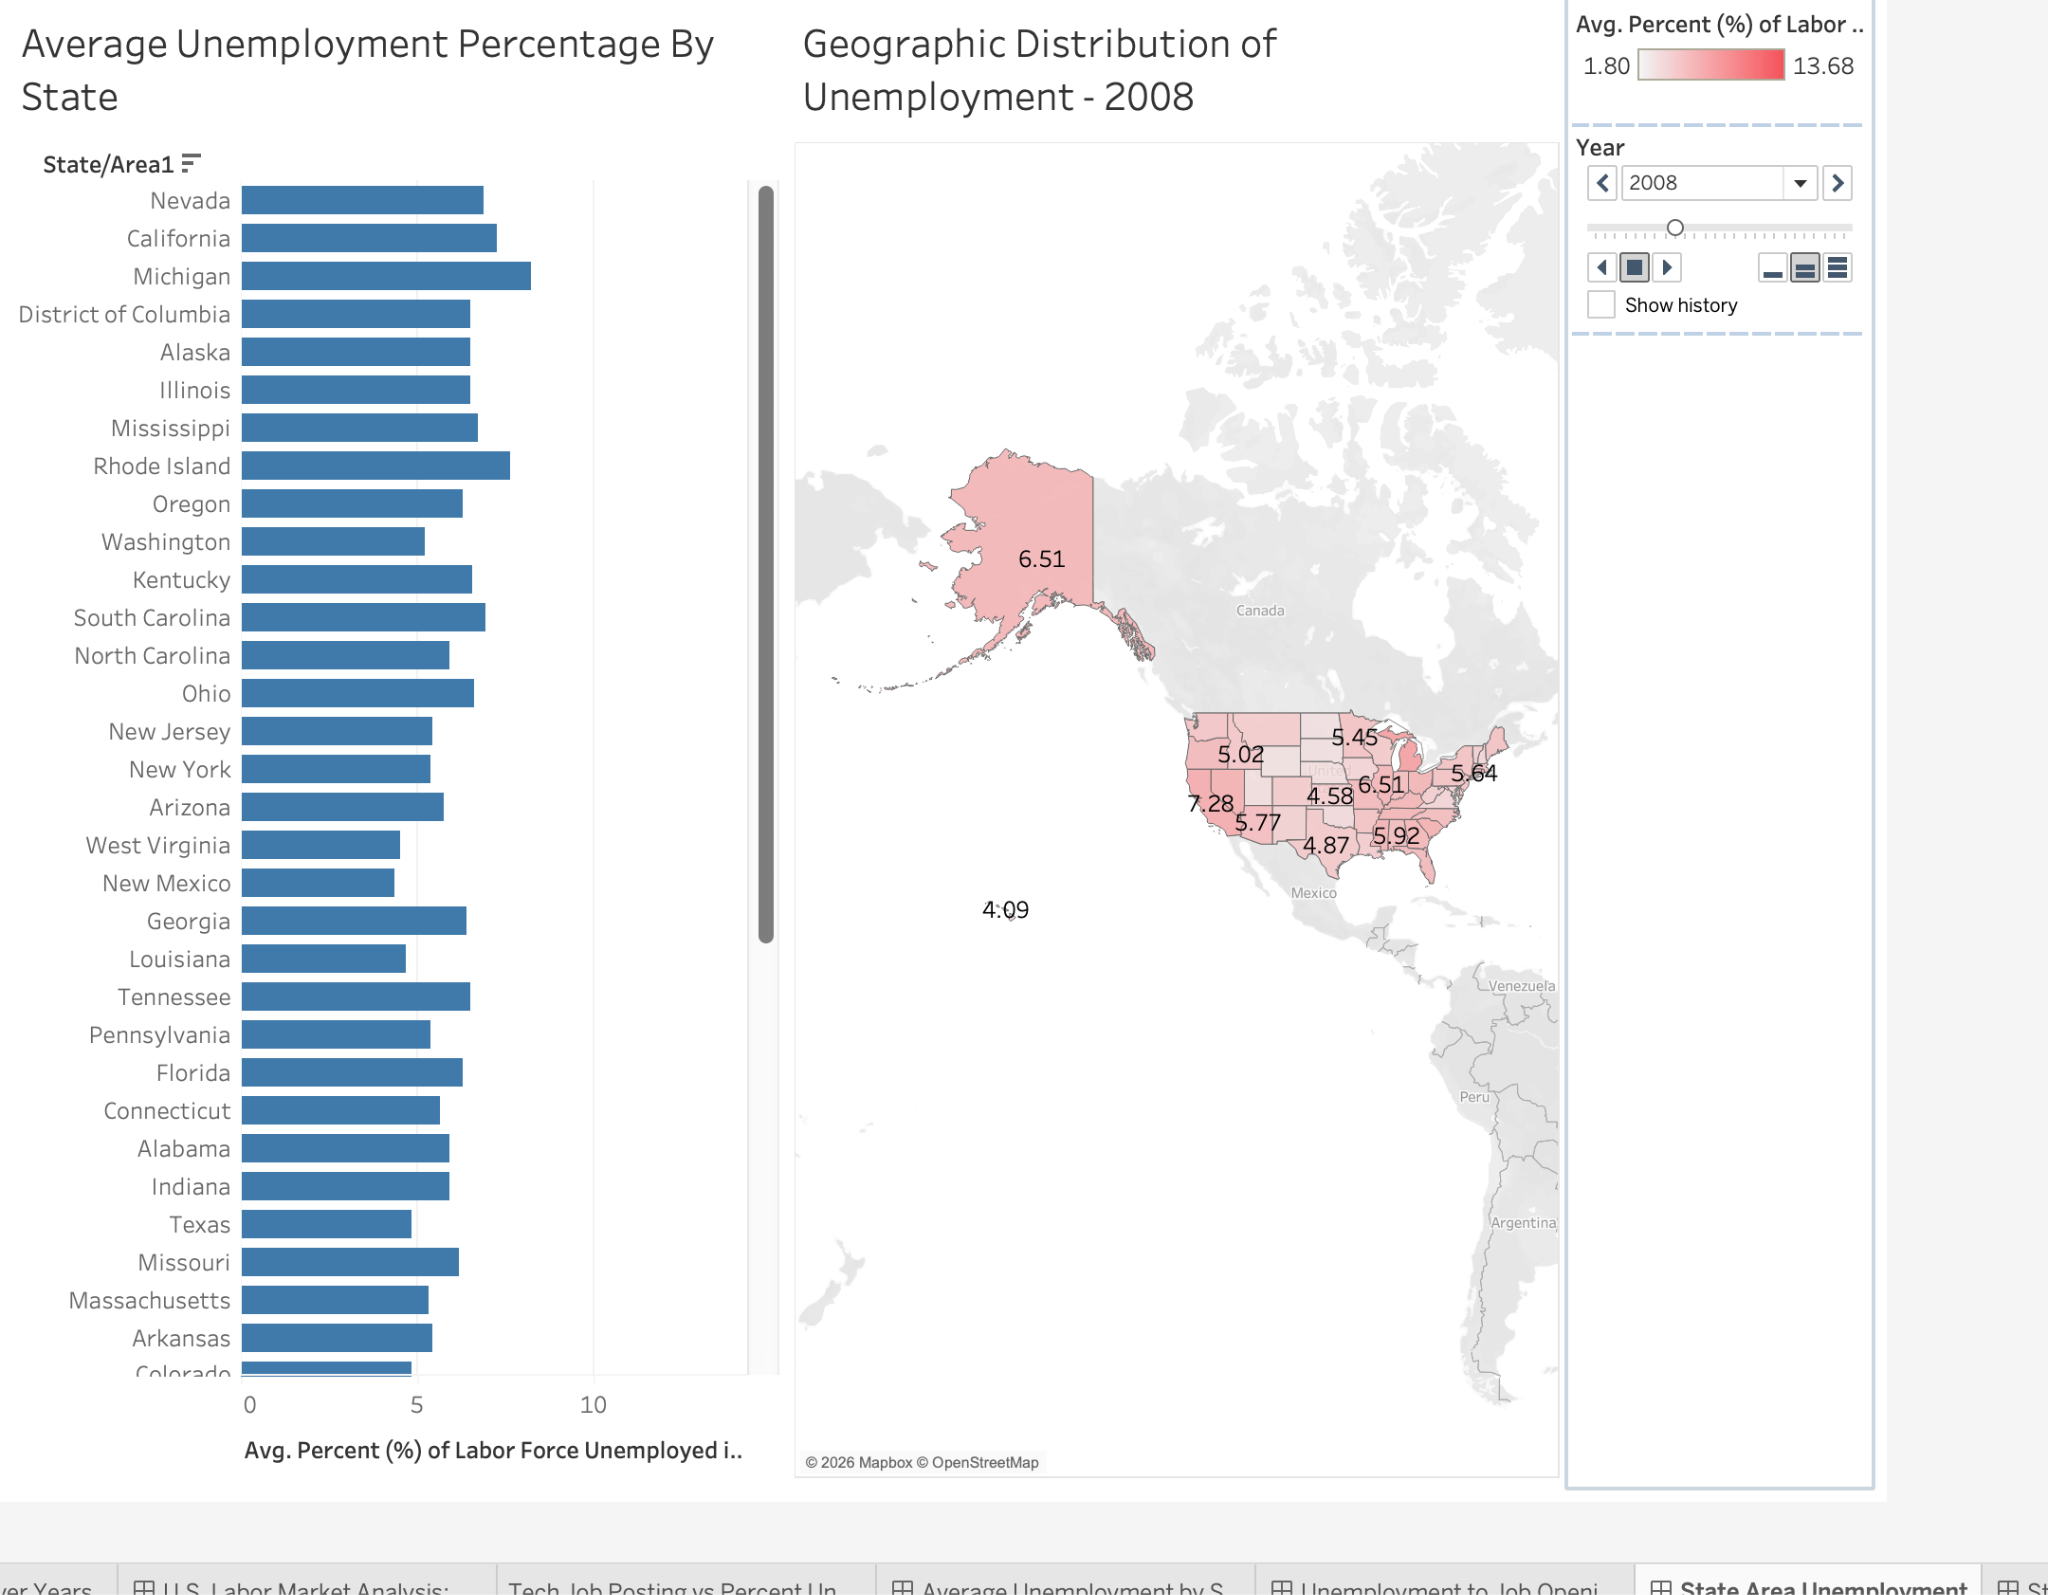 Average Unemployment Percentage By
State
State/Area1
Nevada
California
Michigan
District of Columbia
Alaska
Illinois
Mississippi
Rhode Island
Oregon
Washington
Kentucky
South Carolina
North Carolina
Ohio
New Jersey
New York
Arizona
West Virginia
New Mexico
Georgia
Louisiana
Tennessee
Pennsylvania
Florida
Connecticut
Alabama
Indiana
Texas
Missouri
Massachusetts
Arkansas
Colorado
0 5 10
Avg. Percent (%) of Labor Force Unemployed i..
Geographic Distribution of
Unemployment - 2008
6.51
Canada
5.45
5.02
United
5.64
6.51
4.58
7.28
5.77
5.92
4.87
Mexico
4.09
Venezuela
Peru
Argentina
© 2026 Mapbox © OpenStreetMap
Avg. Percent (%) of Labor ..
1.80 13.68
Year
2008
Show history
ver Years
U.S. Labor Market Analysis:
Tech Job Posting vs Percent Un
Average Unemployment by S
Unemployment to Job Openi
State Area Unemployment
St